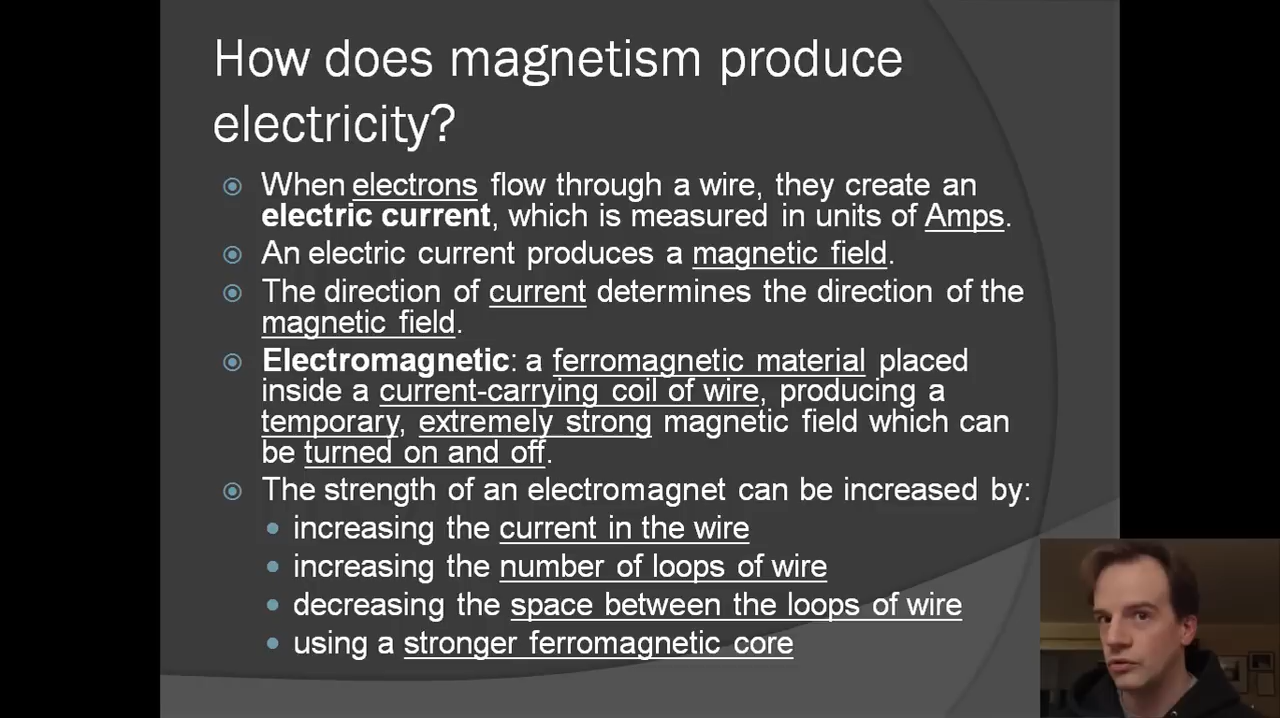 How does magnetism produce
electricity?
When electrons flow through a wire, they create an
electric current, which is measured in units of Amps.
An electric current produces a magnetic field.
The direction of current determines the direction of the
magnetic field.
Electromagnetic: a ferromagnetic material placed
inside a current-carrying coil of wire, producing a
temporary, extremely strong magnetic field which can
be turned on and off.
The strength of an electromagnet can be increased by:
increasing the current in the wire
increasing the number of loops of wire
decreasing the space between the loops of wire
using a stronger ferromagnetic core